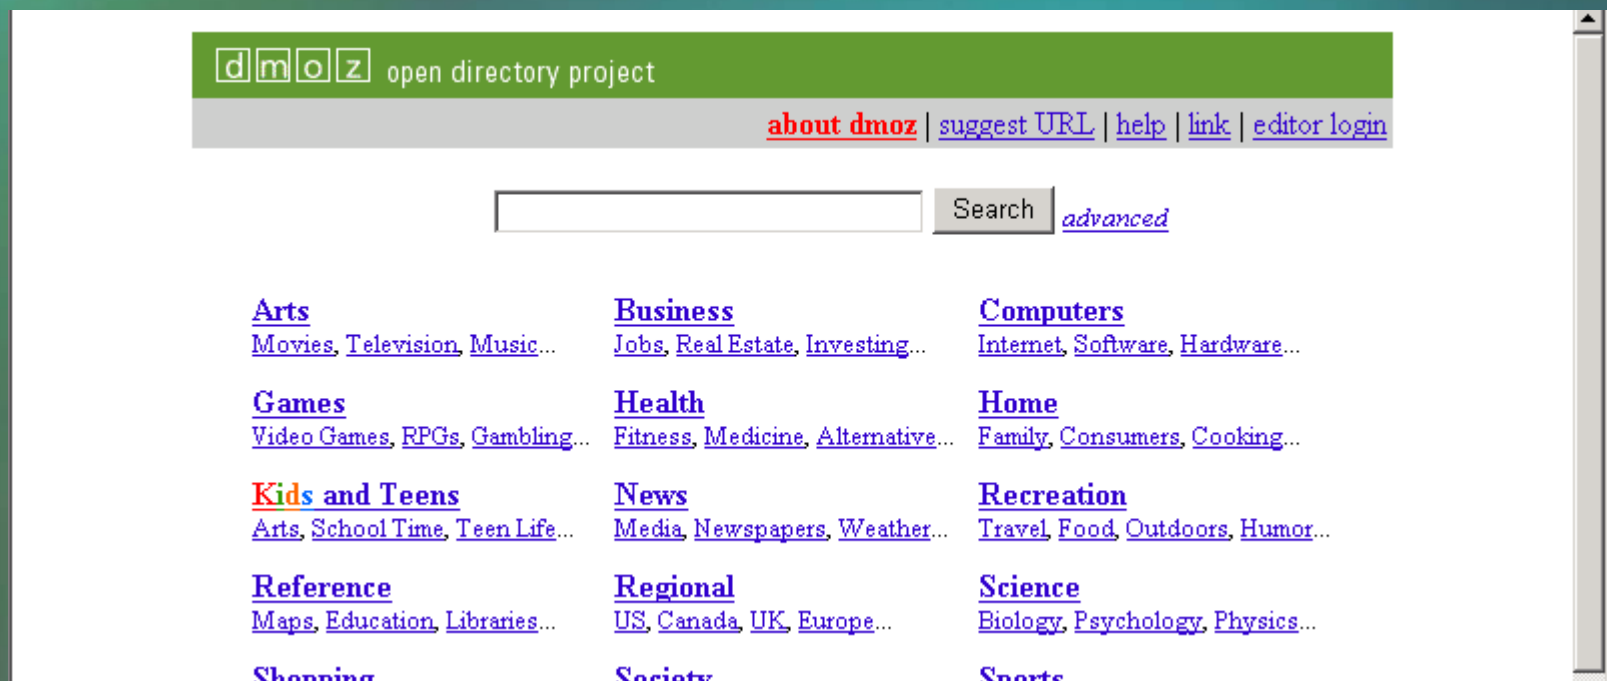 dmoz open directory project
about dmoz | suggest URL | help | link | editor login
Search advanced
Arts Business Computers
Movies, Television, Music... Jobs, Real Estate, Investing... Internet, Software, Hardware...
Games Health Home
Video Games, RPGs, Gambling... Fitness, Medicine, Alternative... Family, Consumers, Cooking...
Kids and Teens News Recreation
Arts, School Time, Teen Life... Media, Newspapers, Weather... Travel, Food, Outdoors, Humor...
Reference Regional Science
Maps, Education, Libraries... US, Canada, UK, Europe... Biology, Psychology, Physics...
Shopping Society Sports